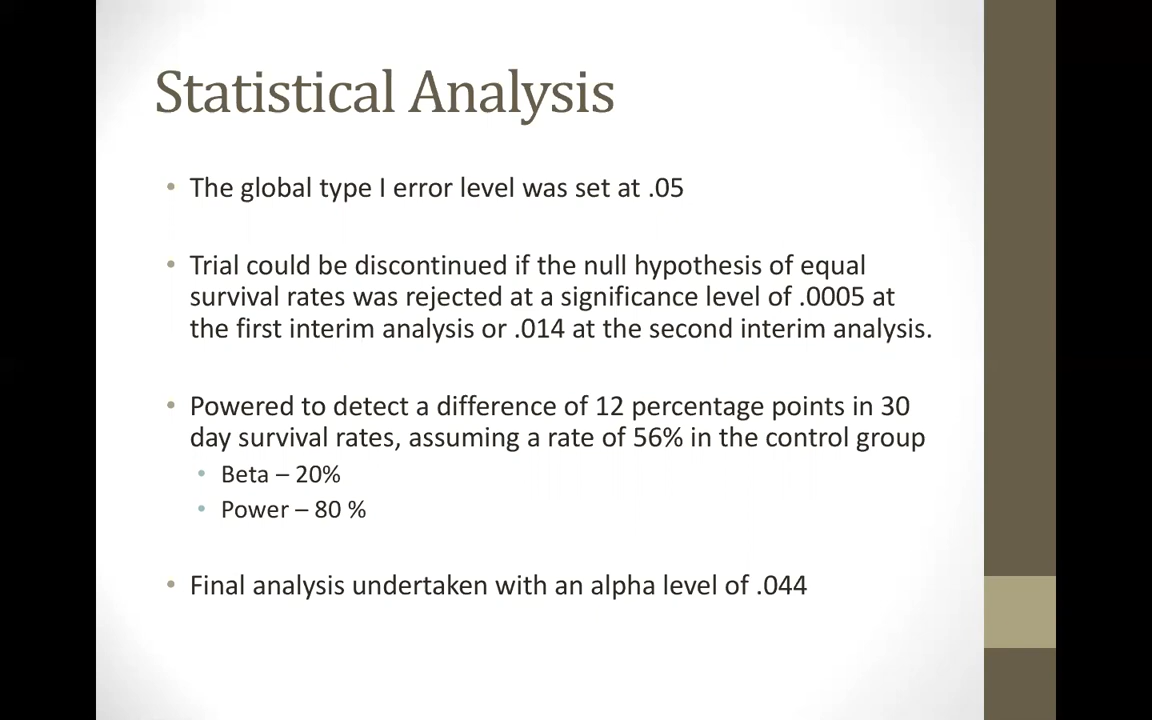 Statistical Analysis
• The global type I error level was set at .05
• Trial could be discontinued if the null hypothesis of equal
survival rates was rejected at a significance level of .0005 at
the first interim analysis or .014 at the second interim analysis.
• Powered to detect a difference of 12 percentage points in 30
day survival rates, assuming a rate of 56% in the control group
• Beta – 20%
• Power – 80 %
• Final analysis undertaken with an alpha level of .044